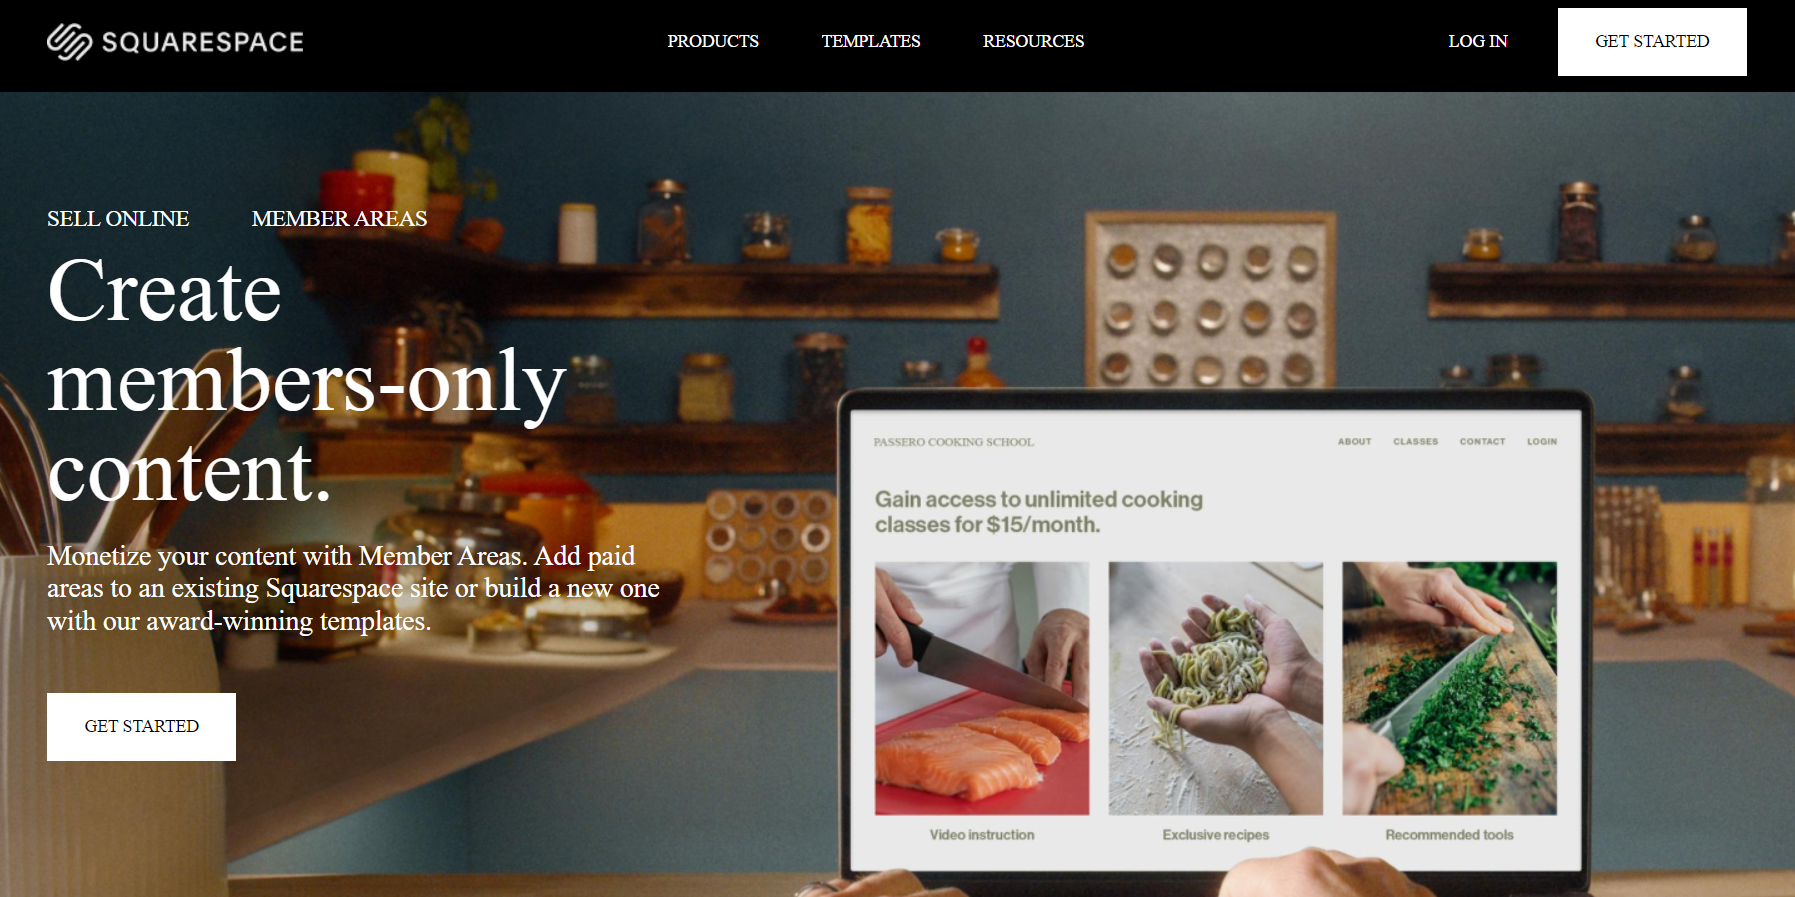 SQUARESPACE
PRODUCTS
TEMPLATES
RESOURCES
LOG IN
GET STARTED
SELL ONLINE
MEMBER AREAS
Create
members-only
content.
Monetize your content with Member Areas. Add paid
areas to an existing Squarespace site or build a new one
with our award-winning templates.
GET STARTED
PASSERO COOKING SCHOOL
ABOUT
CLASSES
CONTACT
LOGIN
Gain access to unlimited cooking
classes for $15/month.
Video instruction
Exclusive recipes
Recommended tools